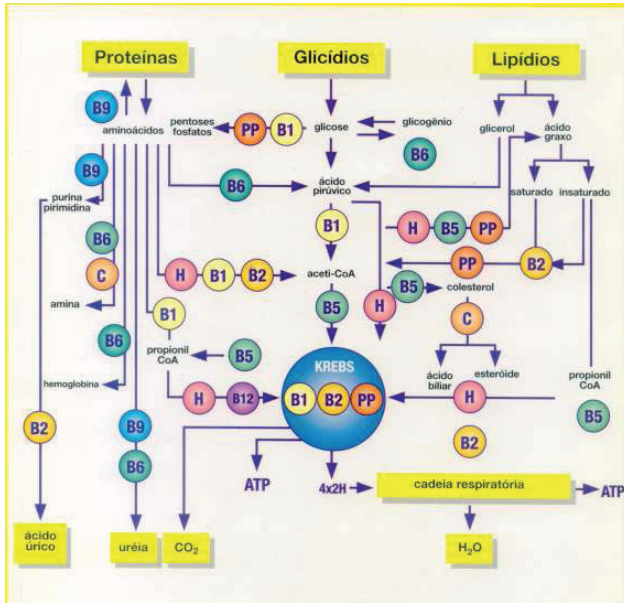 Proteínas
Glicídios
Lipídios
B9
aminoácidos
pentoses
fosfatos
PP
B1
glicose
glicogênio
B6
glicerol
ácido
graxo
B9
purina
pirimidina
B6
ácido
pirúvico
saturado
insaturado
B6
C
amina
H
B1
B2
B1
aceti-CoA
H
B5
PP
PP
B2
B5
colesterol
H
C
B1
propionil
CoA
B5
B5
B6
hemoglobina
H
B12
KREBS
B1
B2
PP
ácido
biliar
esteróide
H
propionil
CoA
B5
B2
B2
B9
B6
ATP
4x2H
cadeia respiratória
ATP
ácido
úrico
uréia
CO₂
H₂O